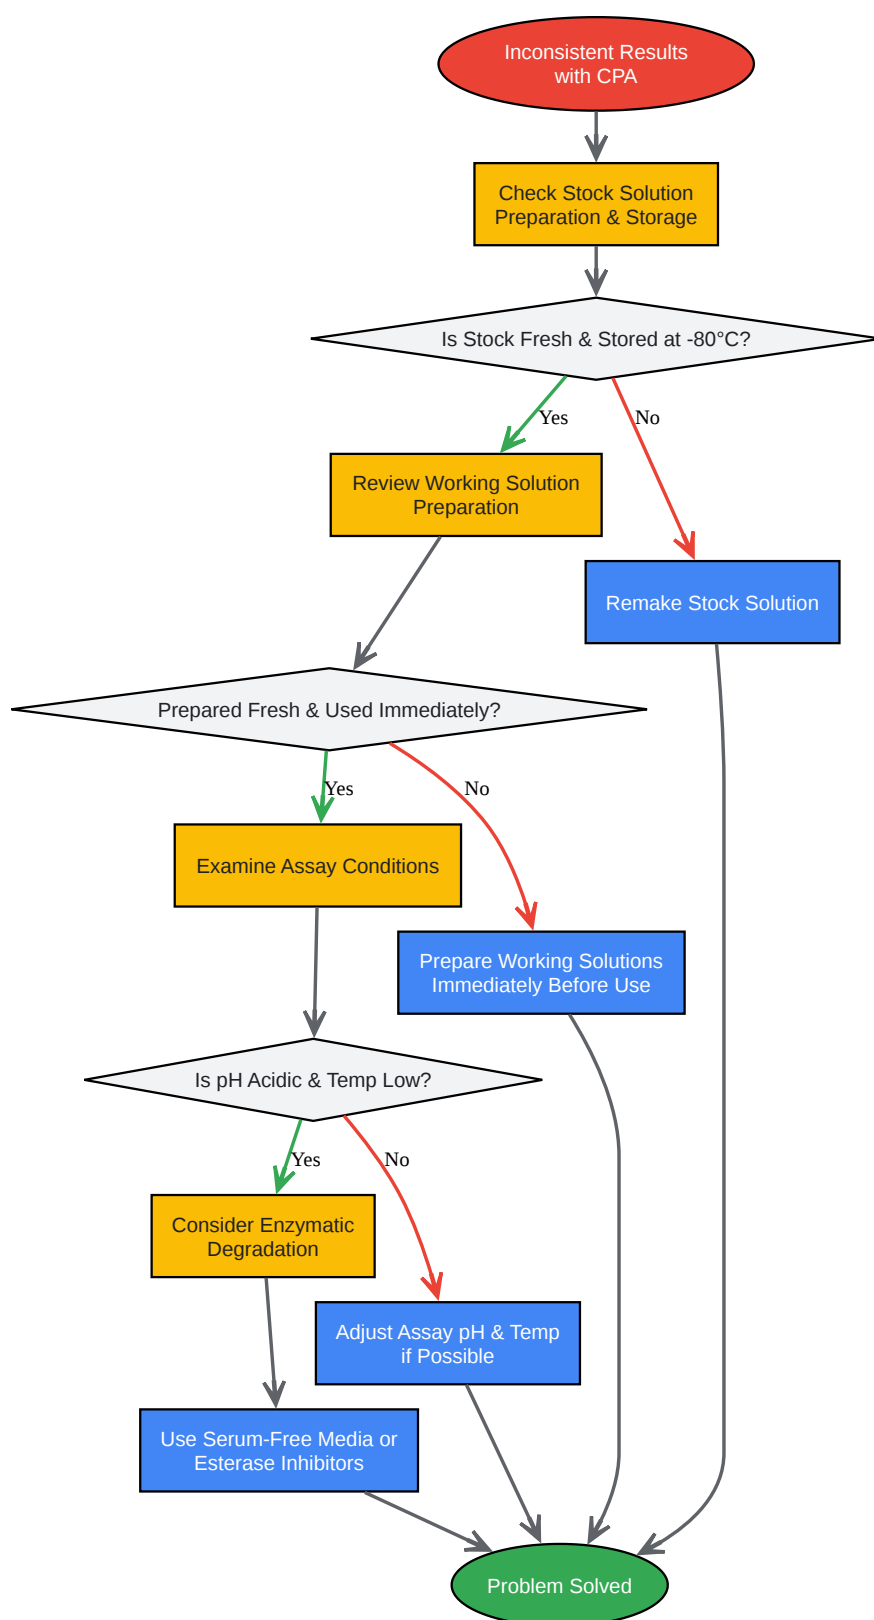 Inconsistent Results
with CPA
Check Stock Solution
Preparation & Storage
Is Stock Fresh & Stored at -80°C?
Yes
No
Review Working Solution
Preparation
Remake Stock Solution
Prepared Fresh & Used Immediately?
Yes
No
Examine Assay Conditions
Prepare Working Solutions
Immediately Before Use
Is pH Acidic & Temp Low?
Yes
No
Consider Enzymatic
Degradation
Adjust Assay pH & Temp
if Possible
Use Serum-Free Media or
Esterase Inhibitors
Problem Solved